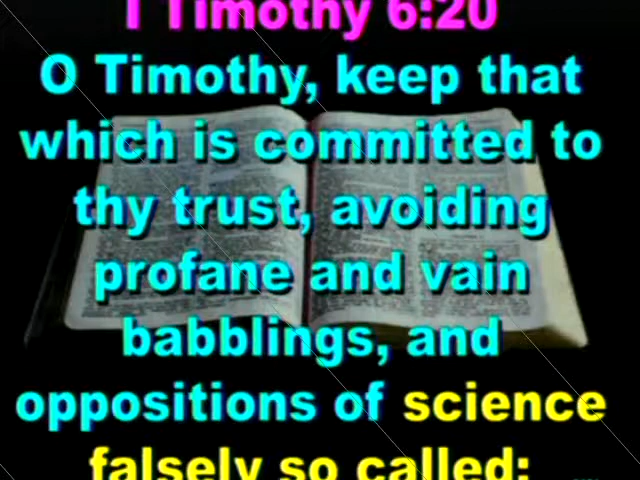 1 Timothy 6:20
O Timothy, keep that
which is committed to
thy trust, avoiding
profane and vain
babblings, and
oppositions of science
falsely so called: